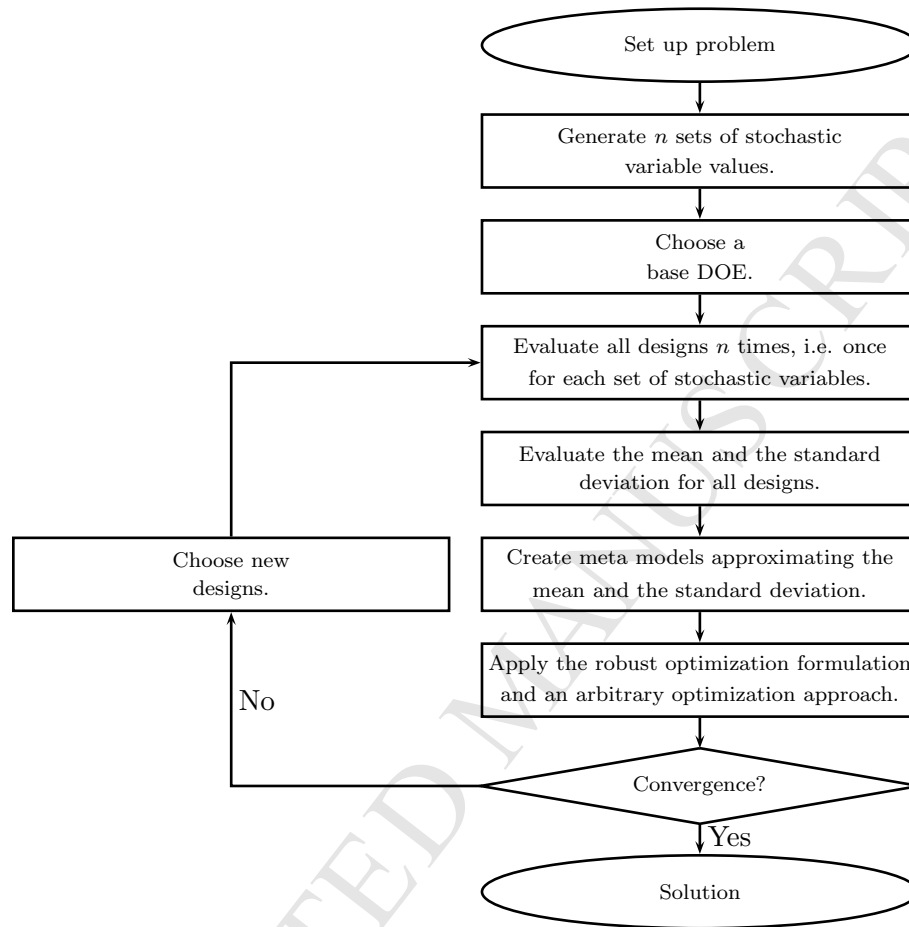 Set up problem
Generate n sets of stochastic
variable values.
Choose a
base DOE.
Evaluate all designs n times, i.e. once
for each set of stochastic variables.
Evaluate the mean and the standard
deviation for all designs.
Choose new
designs.
Create meta models approximating the
mean and the standard deviation.
Apply the robust optimization formulation
and an arbitrary optimization approach.
No
Convergence?
Yes
Solution
TED MANUSCRIP